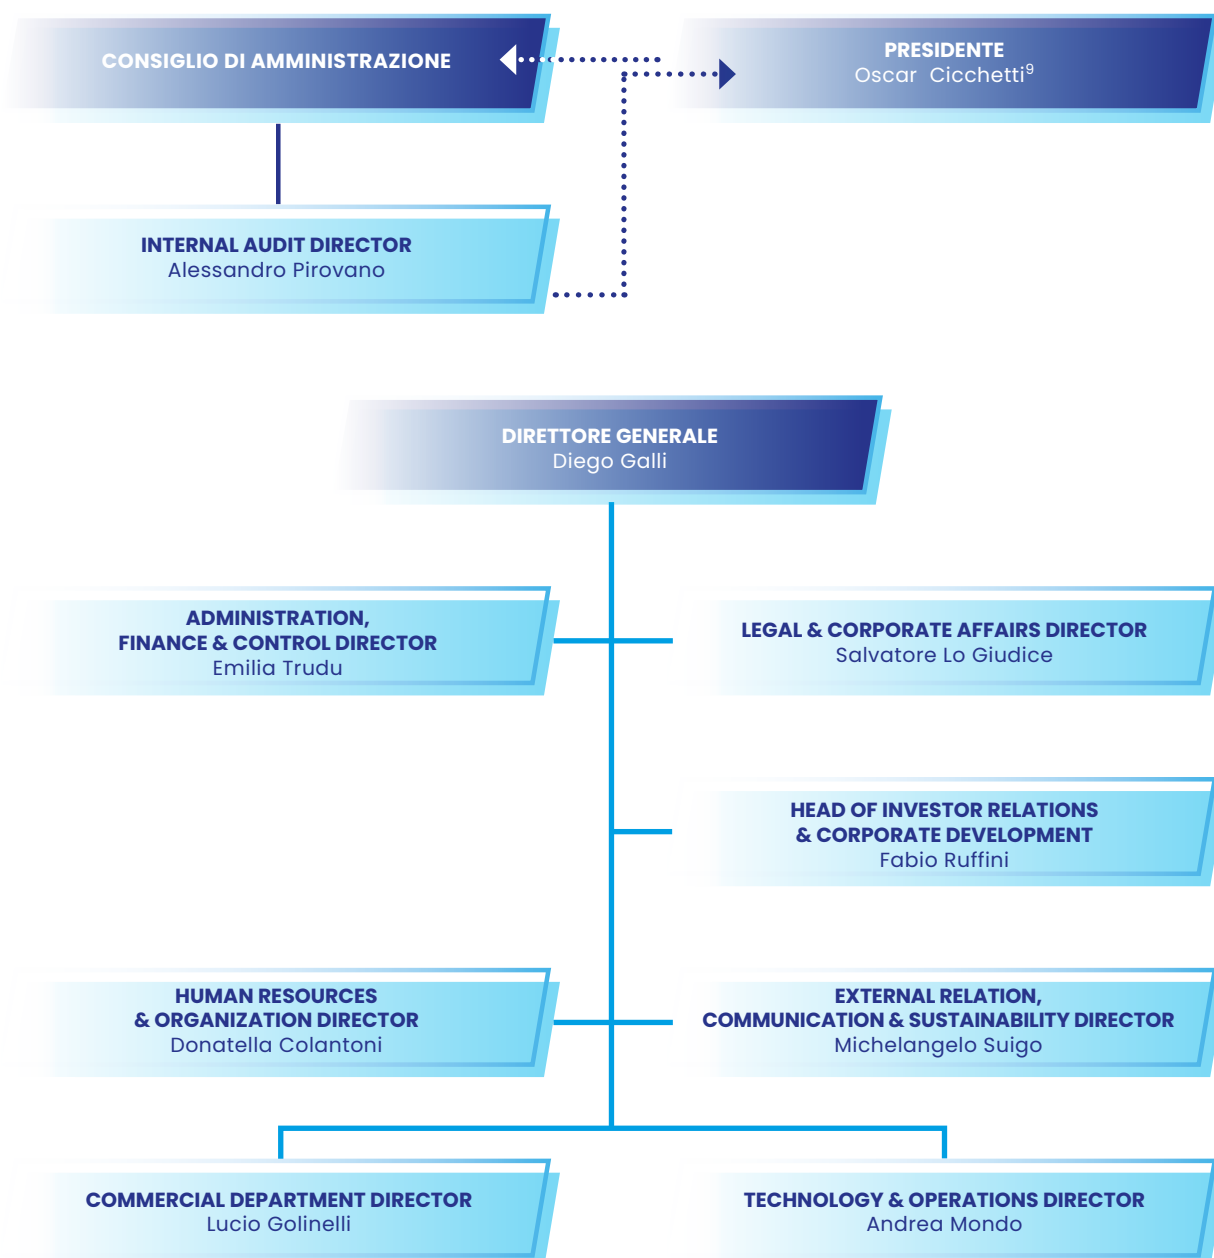 CONSIGLIO DI AMMINISTRAZIONE
PRESIDENTE
Oscar Cicchetti⁹
INTERNAL AUDIT DIRECTOR
Alessandro Pirovano
DIRETTORE GENERALE
Diego Galli
ADMINISTRATION,
FINANCE & CONTROL DIRECTOR
Emilia Trudu
LEGAL & CORPORATE AFFAIRS DIRECTOR
Salvatore Lo Giudice
HEAD OF INVESTOR RELATIONS
& CORPORATE DEVELOPMENT
Fabio Ruffini
HUMAN RESOURCES
& ORGANIZATION DIRECTOR
Donatella Colantoni
EXTERNAL RELATION,
COMMUNICATION & SUSTAINABILITY DIRECTOR
Michelangelo Suigo
COMMERCIAL DEPARTMENT DIRECTOR
Lucio Golinelli
TECHNOLOGY & OPERATIONS DIRECTOR
Andrea Mondo